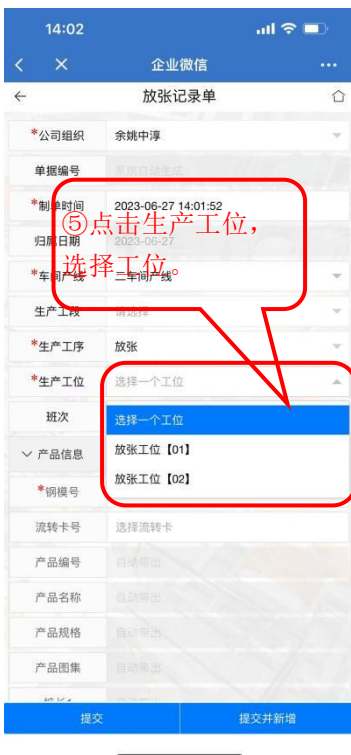 14:02
企业微信
放张记录单
*公司组织 余姚中淳
单据编号 系统自动生成
*制单时间 2023-06-27 14:01:52
⑤点击生产工位，
归属日期 2023-06-27
选择工位。
*车间产线 二车间产线
生产工段 请选择
*生产工序 放张
*生产工位 选择一个工位
班次 选择一个工位
放张工位【01】
产品信息
放张工位【02】
*钢模号
流转卡号 选择流转卡
产品编号 自动带出
产品名称 自动带出
产品规格 自动带出
产品图集 自动带出
提交 提交并新增